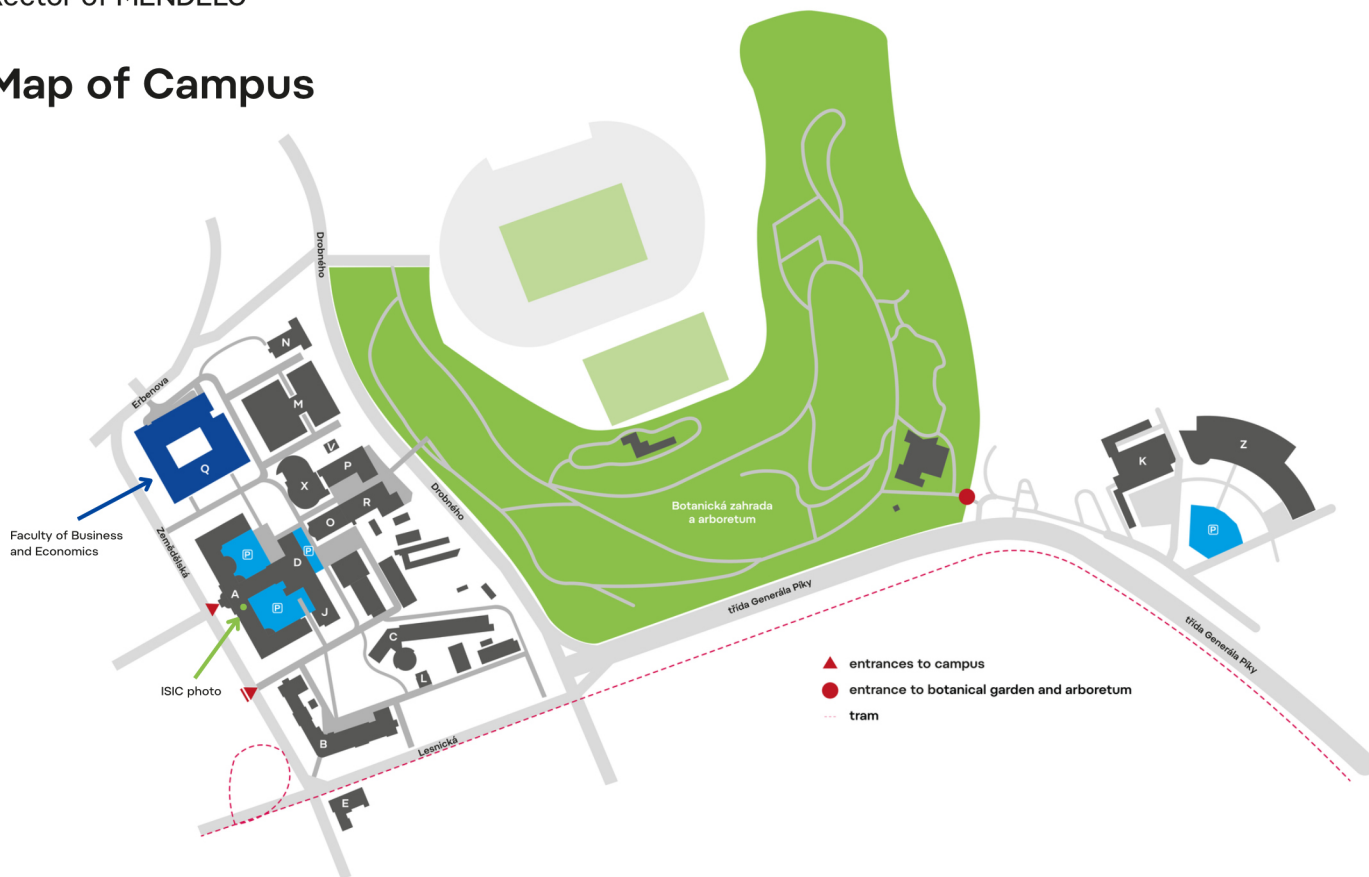 Map of Campus
Drobného
Erbenova
N
M
Q
V
P
X
R
O
Drobného
Faculty of Business
and Economics
Zemědělská
P
P
D
A
P
J
ISIC photo
C
L
B
Lesnická
E
Botanická zahrada
a arboretum
třída Generála Píky
K
Z
P
třída Generála Píky
entrances to campus
entrance to botanical garden and arboretum
tram